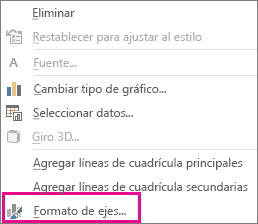 Eliminar
Restablecer para ajustar al estilo
A Fuente...
Cambiar tipo de gráfico...
Seleccionar datos...
Giro 3D...
Agregar líneas de cuadrícula principales
Agregar líneas de cuadrícula secundarias
Formato de ejes...